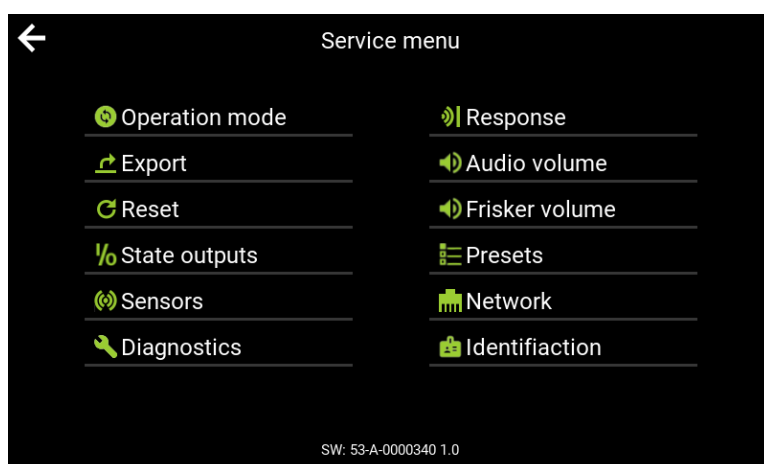 Service menu
Operation mode
Export
Reset
I/o State outputs
Sensors
Diagnostics
Response
Audio volume
Frisker volume
Presets
Network
Identifiaction
SW: 53-A-0000340 1.0